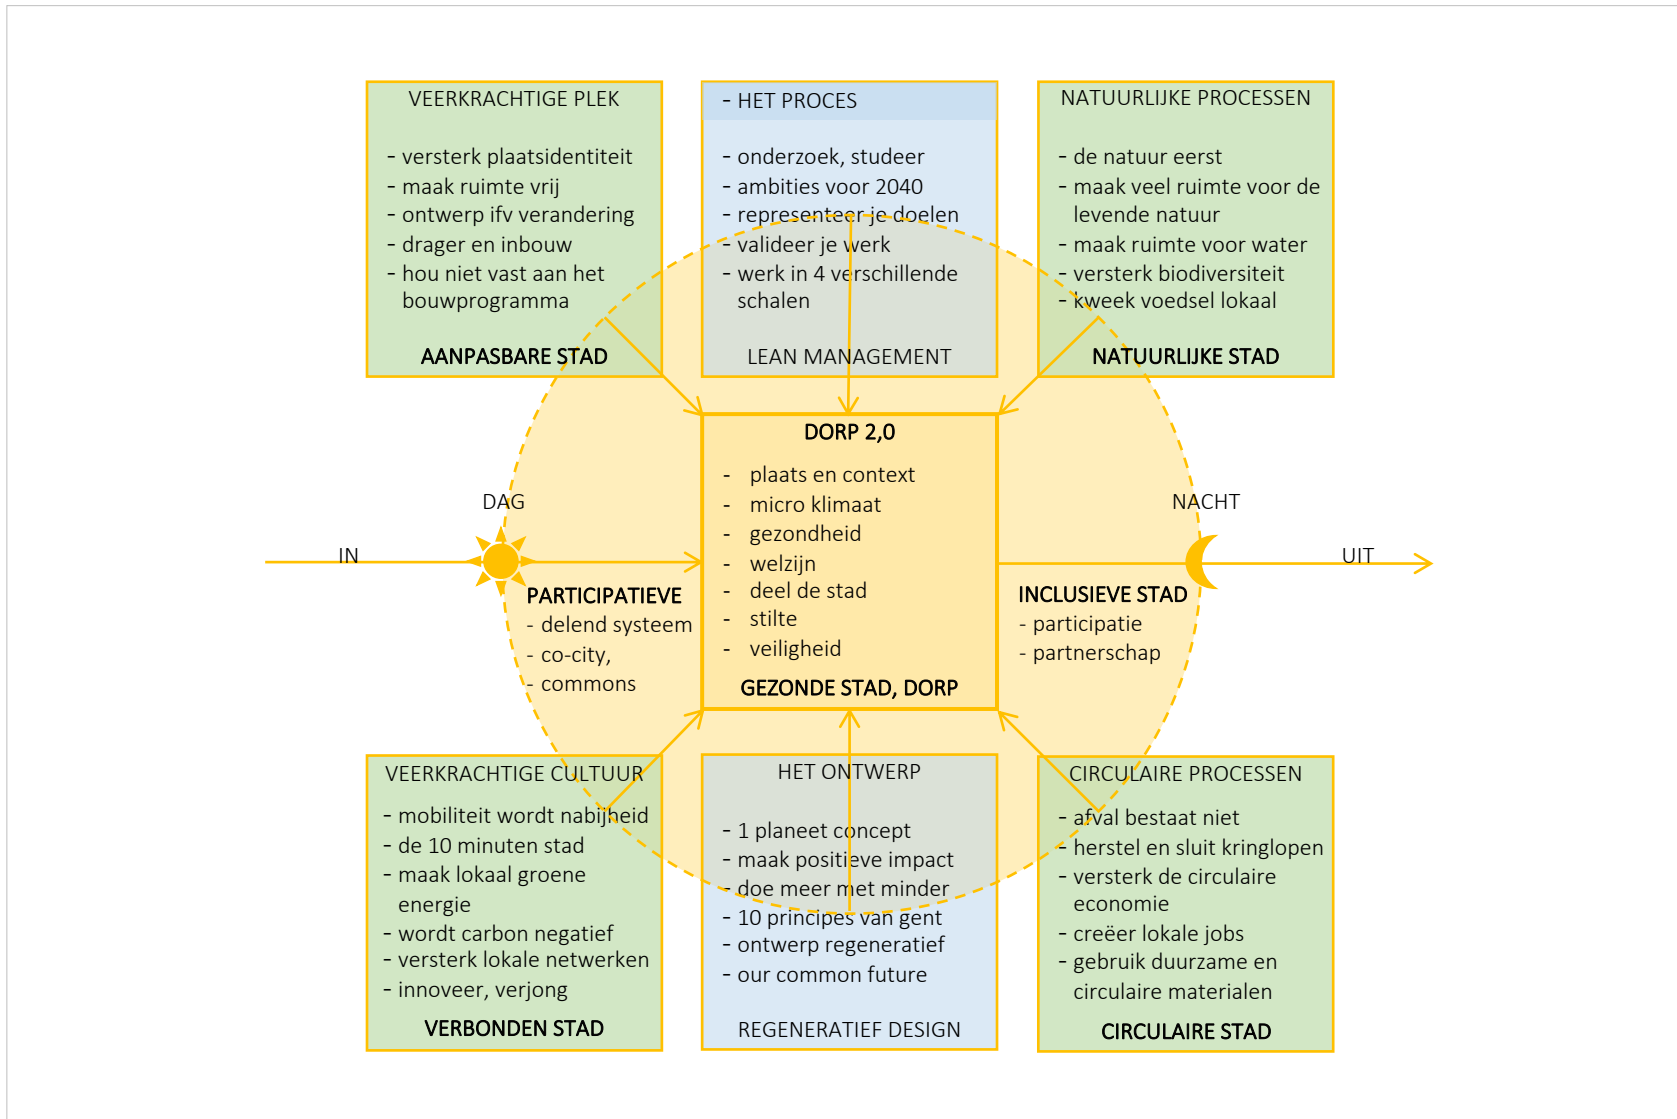 VEERKRACHTIGE PLEK
- versterk plaatsidentiteit
- maak ruimte vrij
- ontwerp ifv verandering
- drager en inbouw
- hou niet vast aan het
bouwprogramma
AANPASBARE STAD
- HET PROCES
- onderzoek, studeer
- ambities voor 2040
- representeer je doelen
- valideer je werk
- werk in 4 verschillende
schalen
LEAN MANAGEMENT
NATUURLIJKE PROCESSEN
- de natuur eerst
- maak veel ruimte voor de
levende natuur
- maak ruimte voor water
- versterk biodiversiteit
- kweek voedsel lokaal
NATUURLIJKE STAD
IN
DAG
PARTICIPATIEVE
- delend systeem
- co-city,
- commons
DORP 2,0
- plaats en context
- micro klimaat
- gezondheid
- welzijn
- deel de stad
- stilte
- veiligheid
GEZONDE STAD, DORP
NACHT
UIT
INCLUSIEVE STAD
- participatie
- partnerschap
VEERKRACHTIGE CULTUUR
- mobiliteit wordt nabijheid
- de 10 minuten stad
- maak lokaal groene
energie
- wordt carbon negatief
- versterk lokale netwerken
- innoveer, verjong
VERBONDEN STAD
HET ONTWERP
- 1 planeet concept
- maak positieve impact
- doe meer met minder
- 10 principes van gent
- ontwerp regeneratief
- our common future
REGENERATIEF DESIGN
CIRCULAIRE PROCESSEN
- afval bestaat niet
- herstel en sluit kringlopen
- versterk de circulaire
economie
- creëer lokale jobs
- gebruik duurzame en
circulaire materialen
CIRCULAIRE STAD